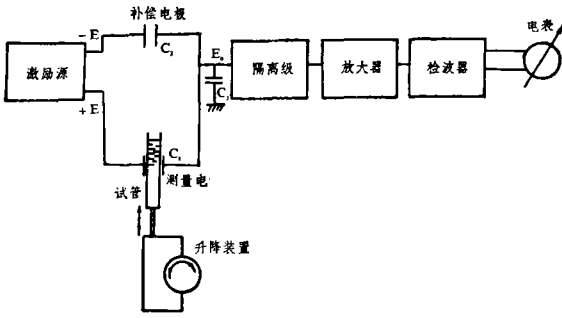 补偿电极
电表
- E
C₂
激励源
E₀
隔离级
放大器
检波器
C₃
+ E
C₁
测量电
试管
升降装置